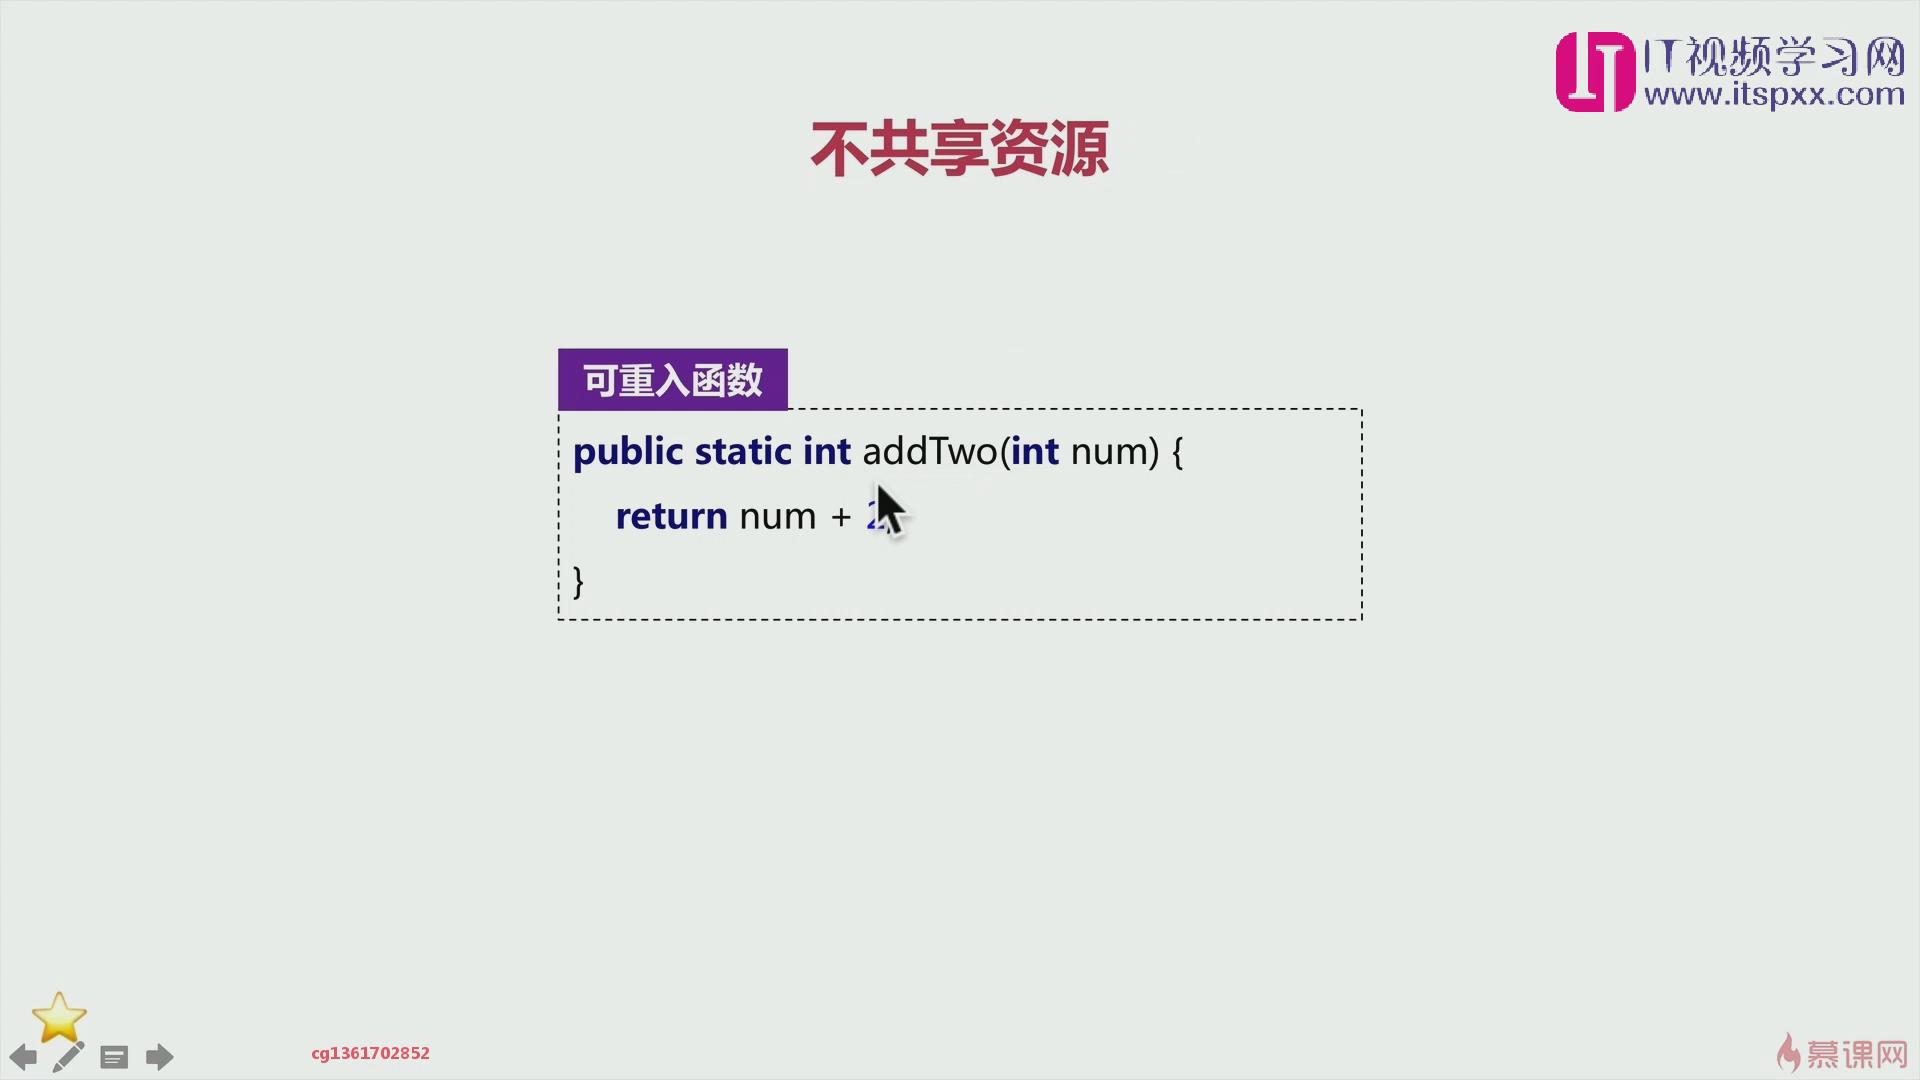 IT视频学习网
www.itspxx.com
不共享资源
可重入函数
public static int addTwo(int num) {
return num + 2;
}
cg1361702852
慕课网